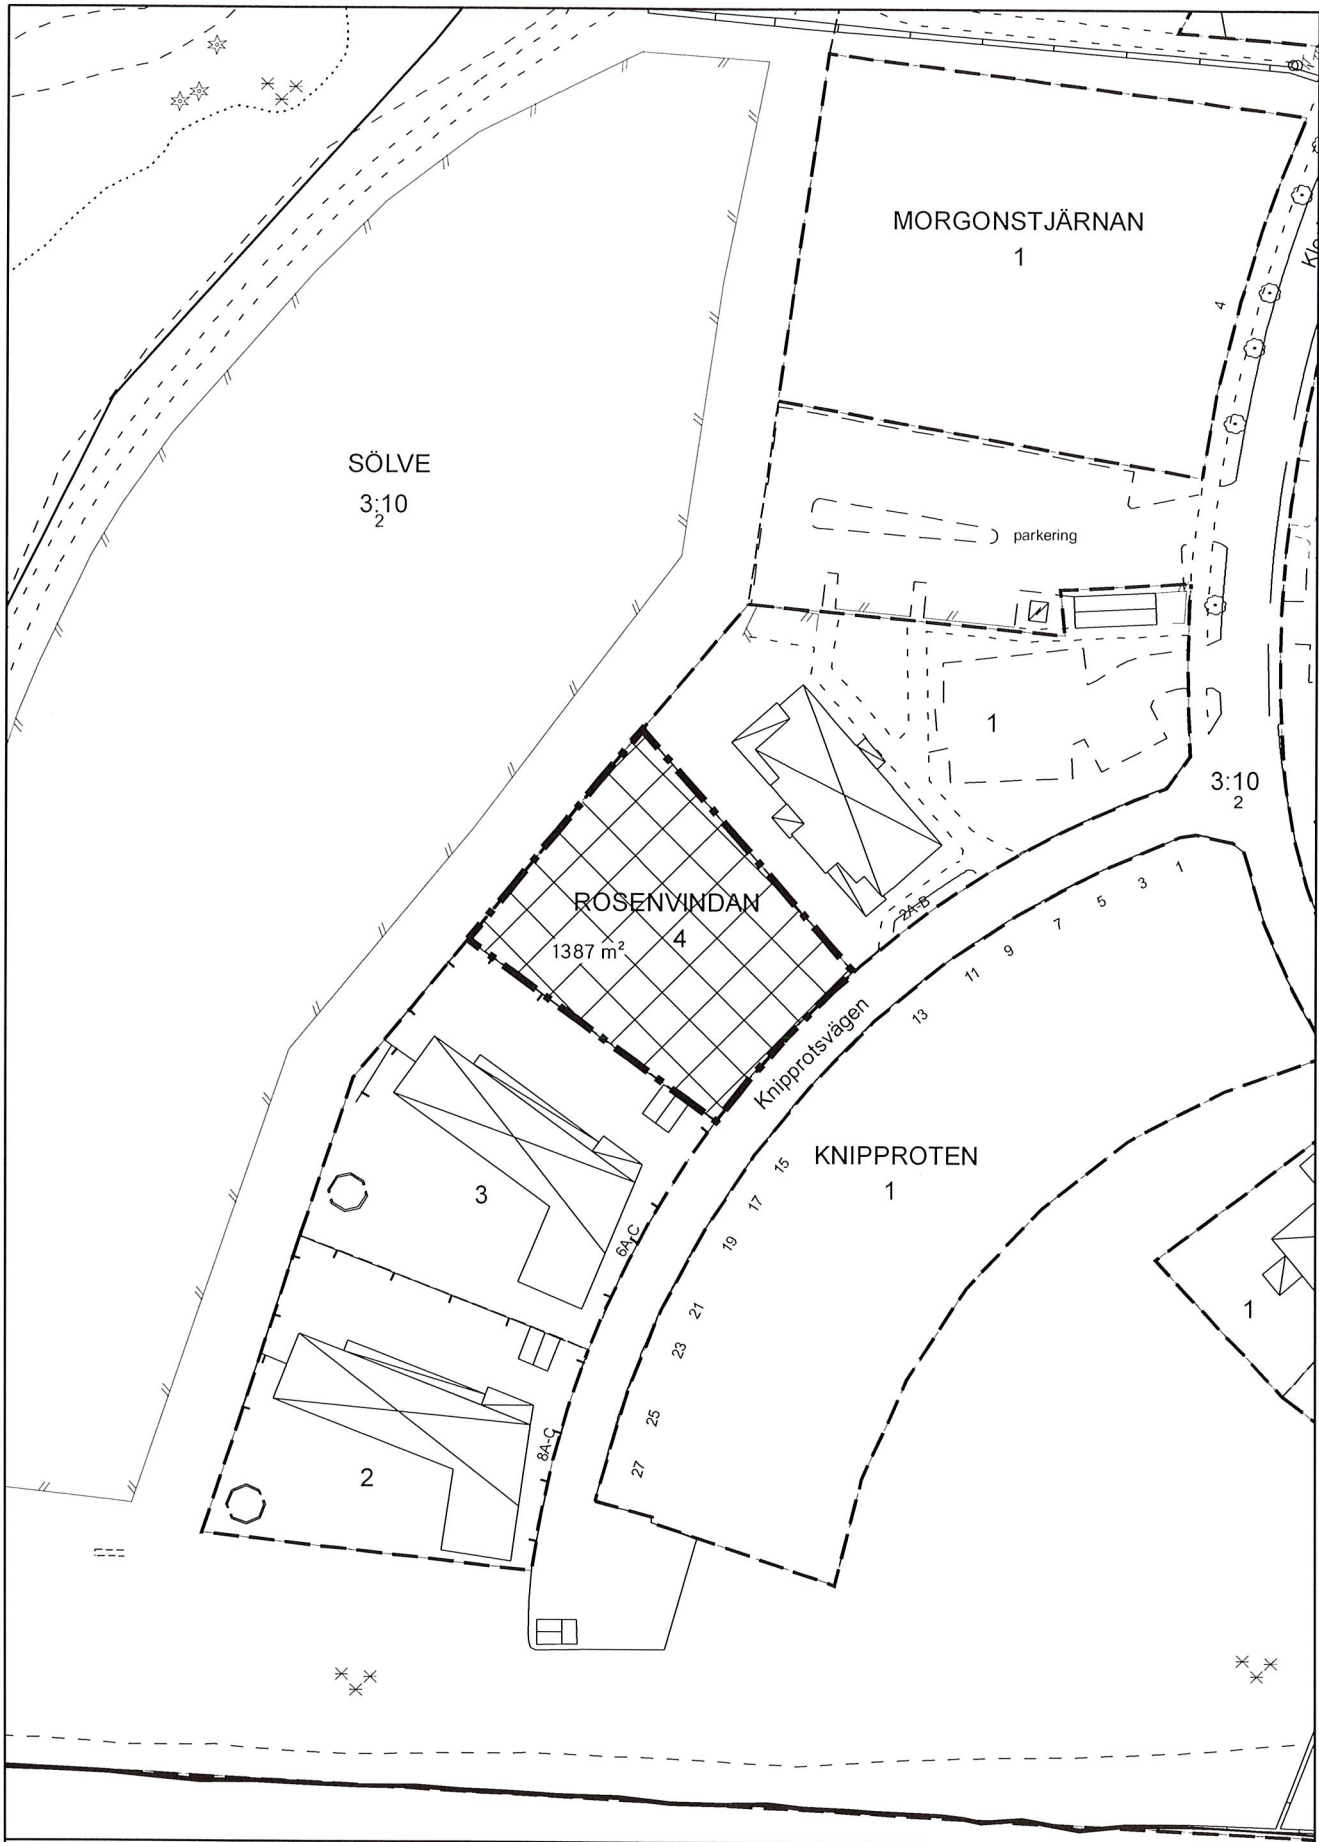 MORGONSTJÄRNAN
1
4
SÖLVE
3:10
2
parkering
1
3:10
2
ROSENVINDAN
4
1387 m²
2A-B
1
3
5
7
9
11
13
Knipprotsvägen
KNIPPROTEN
1
15
17
19
21
23
25
27
3
6A-C
1
2
8A-C